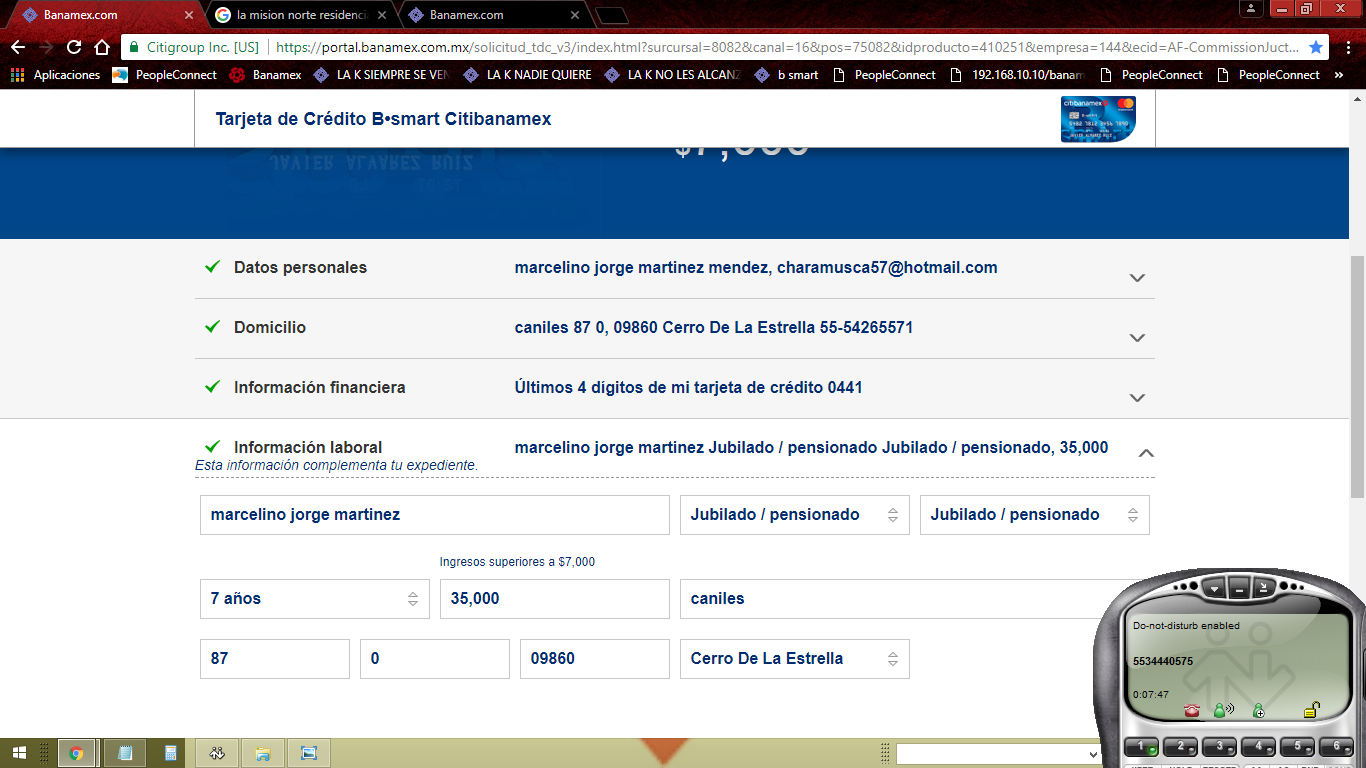 Banamex.com
la mision norte residenci
Banamex.com
Citigroup Inc. [US]
https://portal.banamex.com.mx/solicitud_tdc_v3/index.html?surcursal=8082&canal=16&pos=75082&idproducto=410251&empresa=144&ecid=AF-CommissionJuct...
Aplicaciones
PeopleConnect
Banamex
LA K SIEMPRE SE VEN
LA K NADIE QUIERE
LA K NO LES ALCANZ
b smart
PeopleConnect
192.168.10.10/banam
PeopleConnect
PeopleConnect
»
Tarjeta de Crédito B•smart Citibanamex
citibanamex
JAVIER ALVAREZ RUIZ
Datos personales
marcelino jorge martinez mendez, charamusca57@hotmail.com
Domicilio
caniles 87 0, 09860 Cerro De La Estrella 55-54265571
Información financiera
Últimos 4 dígitos de mi tarjeta de crédito 0441
Información laboral
marcelino jorge martinez Jubilado / pensionado Jubilado / pensionado, 35,000
Esta información complementa tu expediente.
marcelino jorge martinez
Jubilado / pensionado
Jubilado / pensionado
Ingresos superiores a $7,000
7 años
35,000
caniles
87
0
09860
Cerro De La Estrella
Do-not-disturb enabled
5534440575
0:07:47
1
2
3
4
5
6